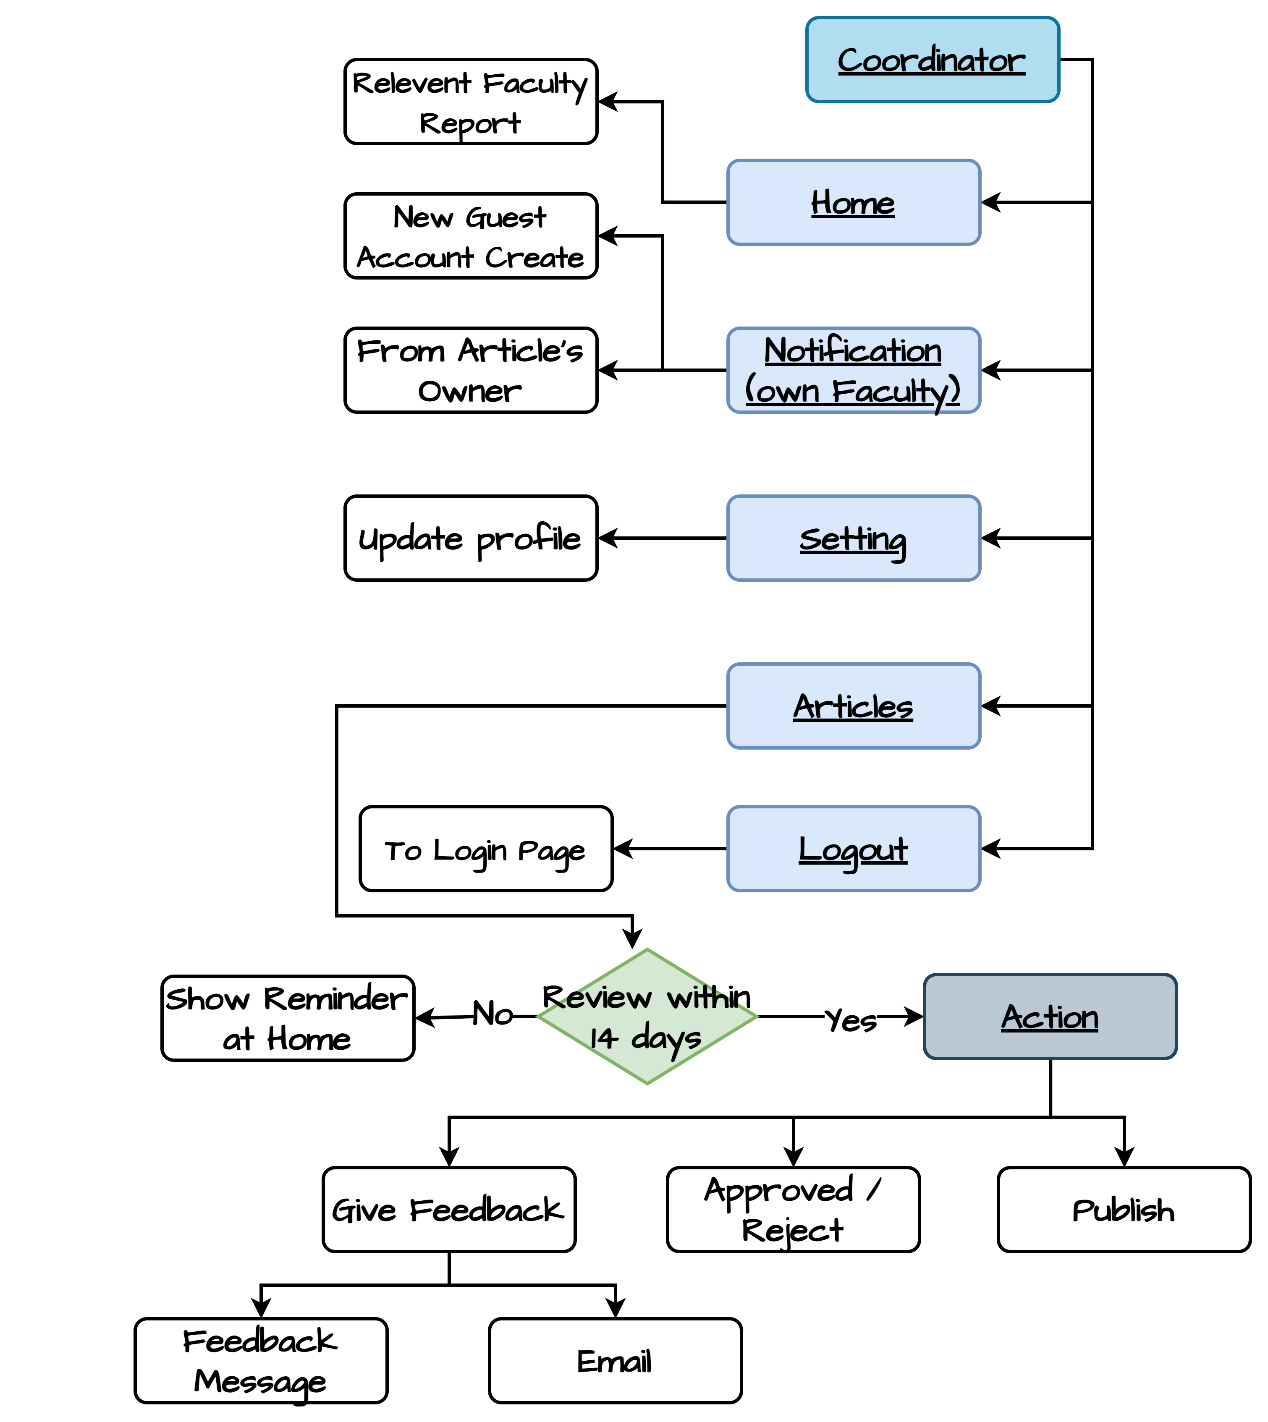 Coordinator
Relevent Faculty
Report
Home
New Guest
Account Create
From Article's
Owner
Notification
(own Faculty)
Update profile
Setting
Articles
To Login Page
Logout
Show Reminder
at Home
No
Review within
14 days
Yes
Action
Give Feedback
Approved /
Reject
Publish
Feedback
Message
Email